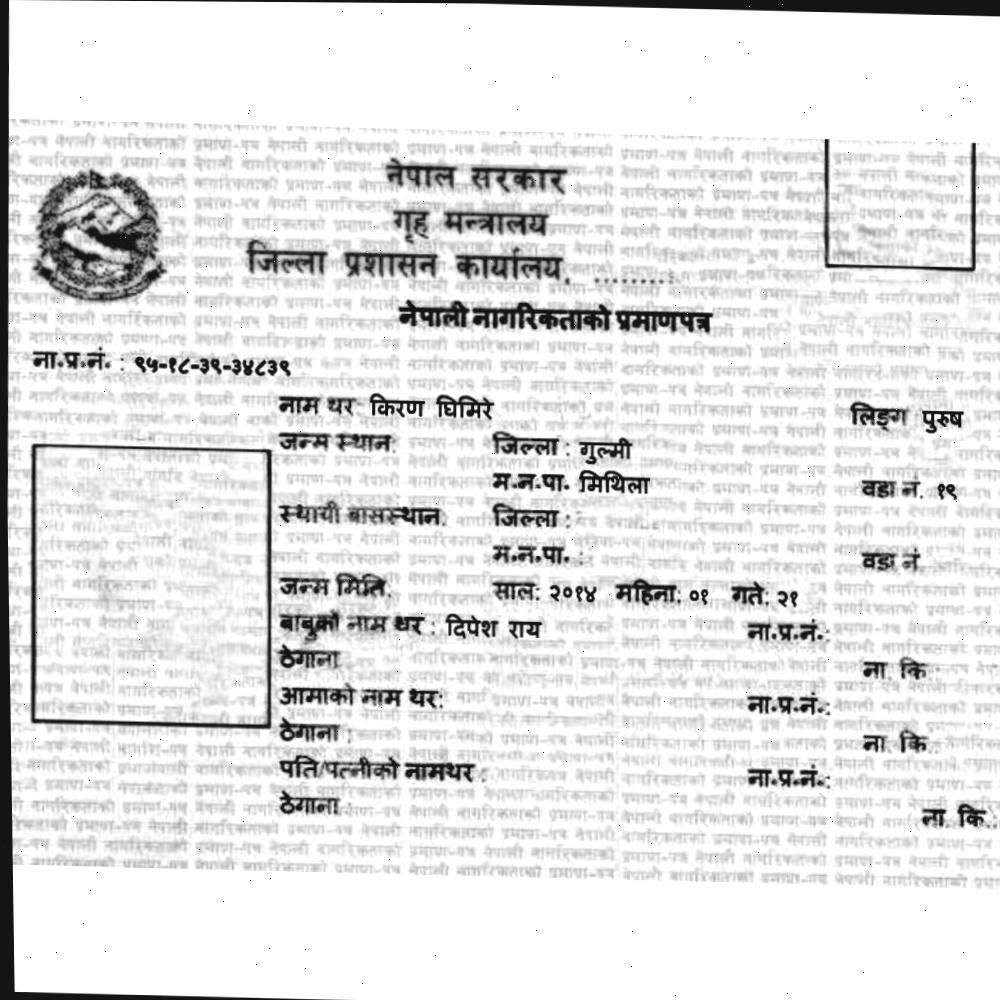 नेपाल सरकार
गृह मन्त्रालय
जिल्ला प्रशासन कार्यालय, .........
नेपाली नागरिकताको प्रमाणपत्र
ना.प्र.नं. : ९५-१८-३९-३४८३९
नाम थर किरण घिमिरे लिङ्ग पुरुष
जन्म स्थान: जिल्ला : गुल्मी
म.न.पा. मिथिला वडा नं. १९
स्थायी बासस्थान: जिल्ला :
म.न.पा. : वडा नं
जन्म मिति: साल: २०१४ महिना: ०१ गते: २१
बाबुको नाम थर : दिपेश राय ना.प्र.नं.:
ठेगाना ना. कि.:
आमाको नाम थर: ना.प्र.नं.:
ठेगाना : ना. कि.:
पति/पत्नीको नामथर : ना.प्र.नं.:
ठेगाना : ना. कि.: